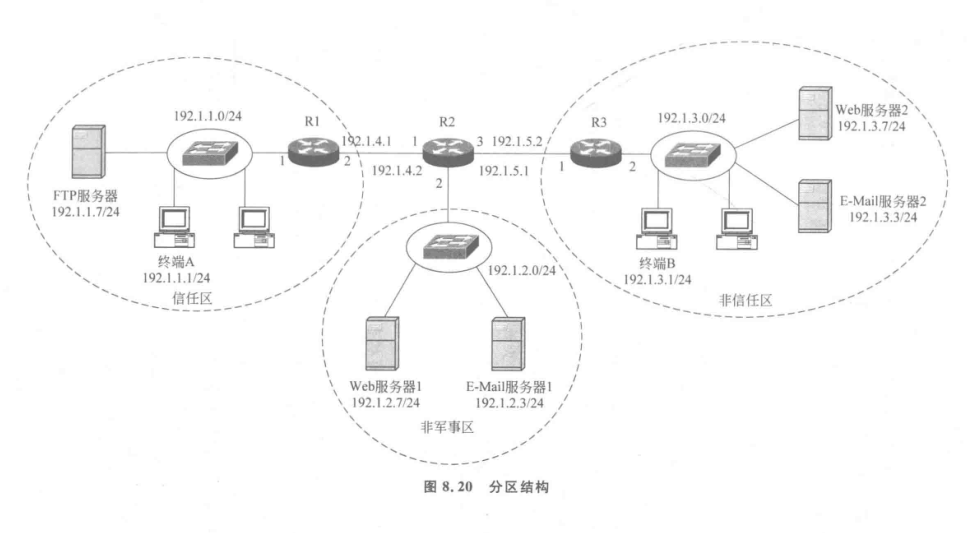 192.1.1.0/24
R1
192.1.4.1
1
2
FTP服务器
192.1.1.7/24
终端A
192.1.1.1/24
信任区
R2
1
3
192.1.5.2
192.1.4.2
192.1.5.1
2
192.1.2.0/24
Web服务器1
192.1.2.7/24
E-Mail服务器1
192.1.2.3/24
非军事区
R3
1
2
192.1.3.0/24
Web服务器2
192.1.3.7/24
E-Mail服务器2
192.1.3.3/24
终端B
192.1.3.1/24
非信任区
图 8.20 分区结构